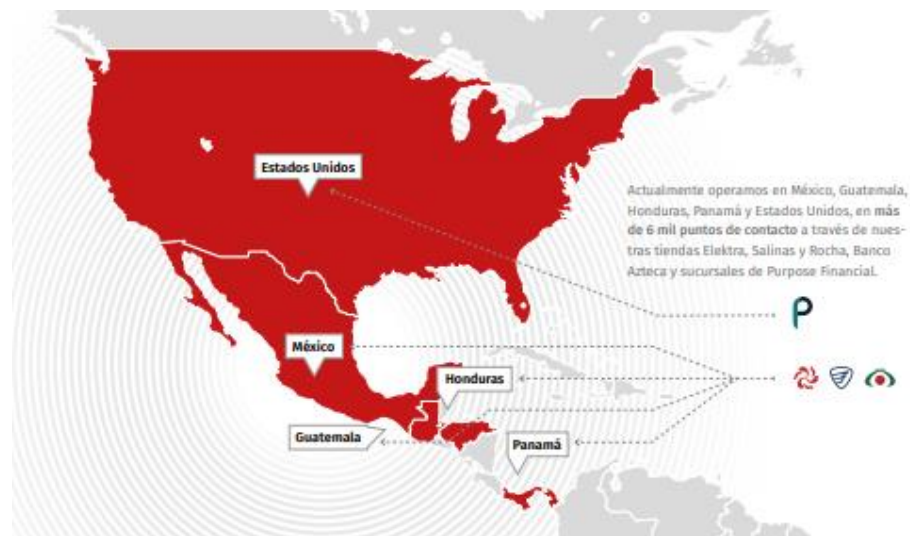 Estados Unidos
Actualmente operamos en México, Guatemala,
Honduras, Panamá y Estados Unidos, en más
de 6 mil puntos de contacto a través de nues-
tras tiendas Elektra, Salinas y Rocha, Banco
Azteca y sucursales de Purpose Financial.
México
Honduras
Guatemala
Panamá